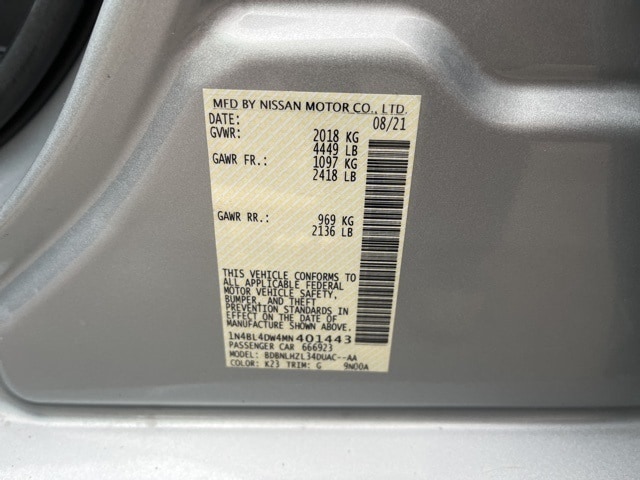 MFD BY NISSAN MOTOR CO., LTD.
DATE: 08/21
GVWR: 2018 KG
4449 LB
GAWR FR.: 1097 KG
2418 LB
GAWR RR.: 969 KG
2136 LB
THIS VEHICLE CONFORMS TO
ALL APPLICABLE FEDERAL
MOTOR VEHICLE SAFETY,
BUMPER, AND THEFT
PREVENTION STANDARDS IN
EFFECT ON THE DATE OF
MANUFACTURE SHOWN ABOVE.
1N4BL4DW4MN401443
PASSENGER CAR 666923
MODEL: BDBNLHZL34DUAC--AA
COLOR: K23 TRIM: G 9N00A